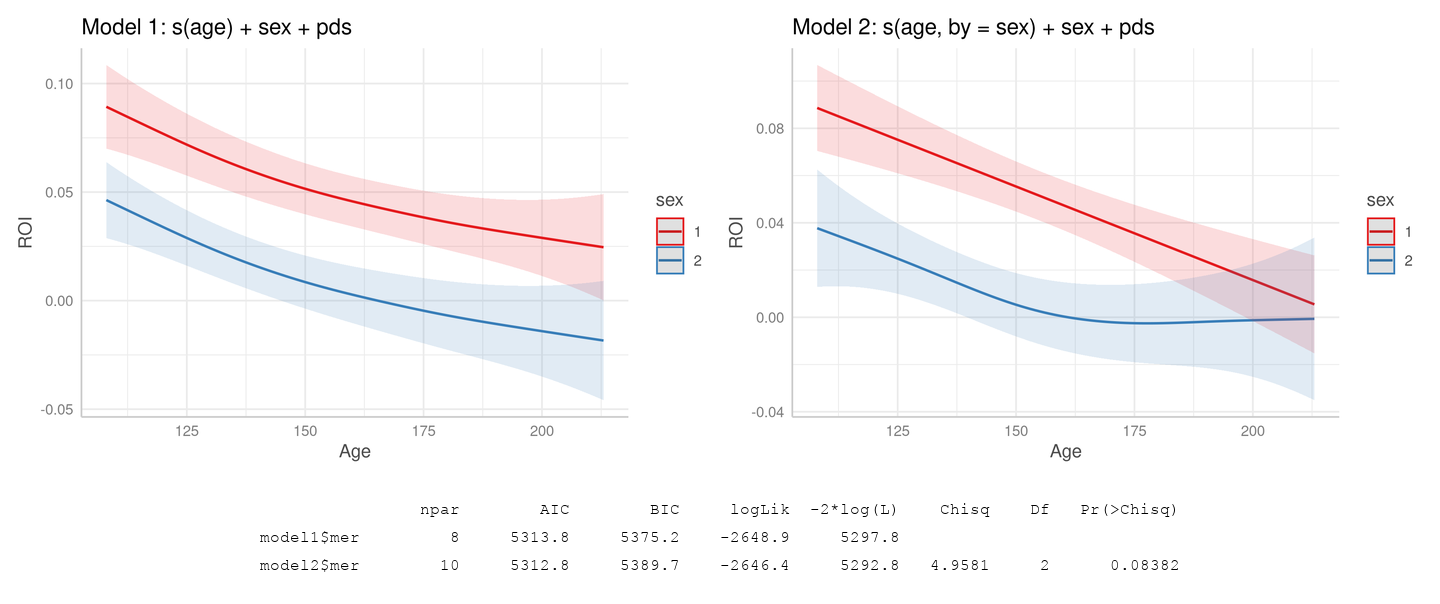 Model 1: s(age) + sex + pds
0.10
0.05
0.00
-0.05
ROI
125 150 175 200
Age
sex
1
2
Model 2: s(age, by = sex) + sex + pds
0.08
0.04
0.00
-0.04
ROI
125 150 175 200
Age
sex
1
2
npar AIC BIC logLik -2*log(L) Chisq Df Pr(>Chisq)
model1$mer 8 5313.8 5375.2 -2648.9 5297.8
model2$mer 10 5312.8 5389.7 -2646.4 5292.8 4.9581 2 0.08382